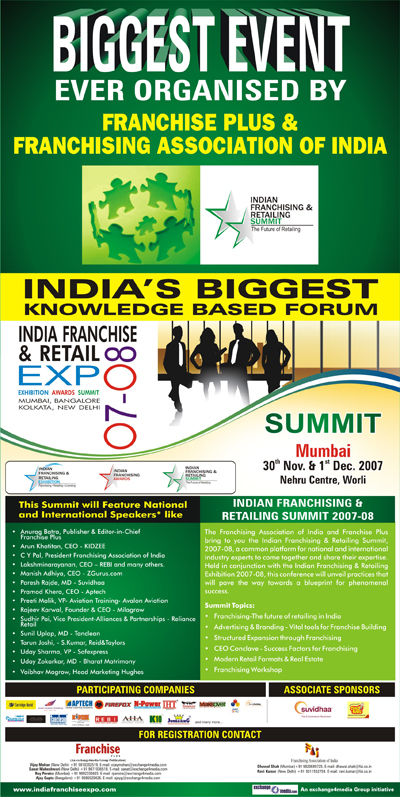 BIGGEST EVENT
EVER ORGANISED BY
FRANCHISE PLUS &
FRANCHISING ASSOCIATION OF INDIA
INDIAN
FRANCHISING &
RETAILING
SUMMIT
The Future of Retailing
INDIA'S BIGGEST
KNOWLEDGE BASED FORUM
INDIA FRANCHISE
& RETAIL
EXPO
07-08
EXHIBITION AWARDS SUMMIT
MUMBAI, BANGALORE
KOLKATA, NEW DELHI
SUMMIT
Mumbai
30th Nov. & 1st Dec. 2007
Nehru Centre, Worli
INDIAN
FRANCHISING &
RETAILING
EXHIBITION
INDIAN
FRANCHISING
AWARDS
INDIAN
FRANCHISING &
RETAILING
SUMMIT
This Summit will Feature National
and International Speakers* like
• Anurag Batra, Publisher & Editor-in-Chief
Franchise Plus
• Arun Khatitan, CEO - KIDZEE
• C Y Pal, President Franchising Association of India
• Lakshminarayanan, CEO – REBI and many others.
• Manish Adhiya, CEO - ZGurus.com
• Paresh Rajde, MD - Suvidhaa
• Pramod Khera, CEO - Aptech
• Preeti Malik, VP- Aviation Training- Avalon Aviation
• Rajeev Karwal, Founder & CEO - Milagrow
• Sudhir Pai, Vice President-Alliances & Partnerships - Reliance
Retail
• Sunil Uplop, MD - Tenclean
• Tarun Joshi, - S.Kumar, Reid&Taylors
• Uday Sharma, VP - Safexpress
• Uday Zokarkar, MD - Bharat Matrimony
• Vaibhav Magrow, Head Marketing Hughes
INDIAN FRANCHISING &
RETAILING SUMMIT 2007-08
The Franchising Association of India and Franchise Plus
bring to you the Indian Franchising & Retailing Summit,
2007-08, a common platform for national and international
industry experts to come together and share their expertise.
Held in conjunction with the Indian Franchising & Retailing
Exhibition 2007-08, this conference will unveil practices that
will pave the way towards a blueprint for phenomenal
success.
Summit Topics:
• Franchising-The future of retailing in India
• Advertising & Branding - Vital tools for Franchise Building
• Structured Expansion through Franchising
• CEO Conclave - Success Factors for Franchising
• Modern Retail Formats & Real Estate
• Franchising Workshop
PARTICIPATING COMPANIES
APTECH
FIREFOX
N-Power
AHA
K10
and many more...
ASSOCIATE SPONSORS
suvidhaa
FOR REGISTRATION CONTACT
Franchise
Franchising Association of India
www.indiafranchiseexpo.com
exchange
4media.com
An exchange4media Group initiative